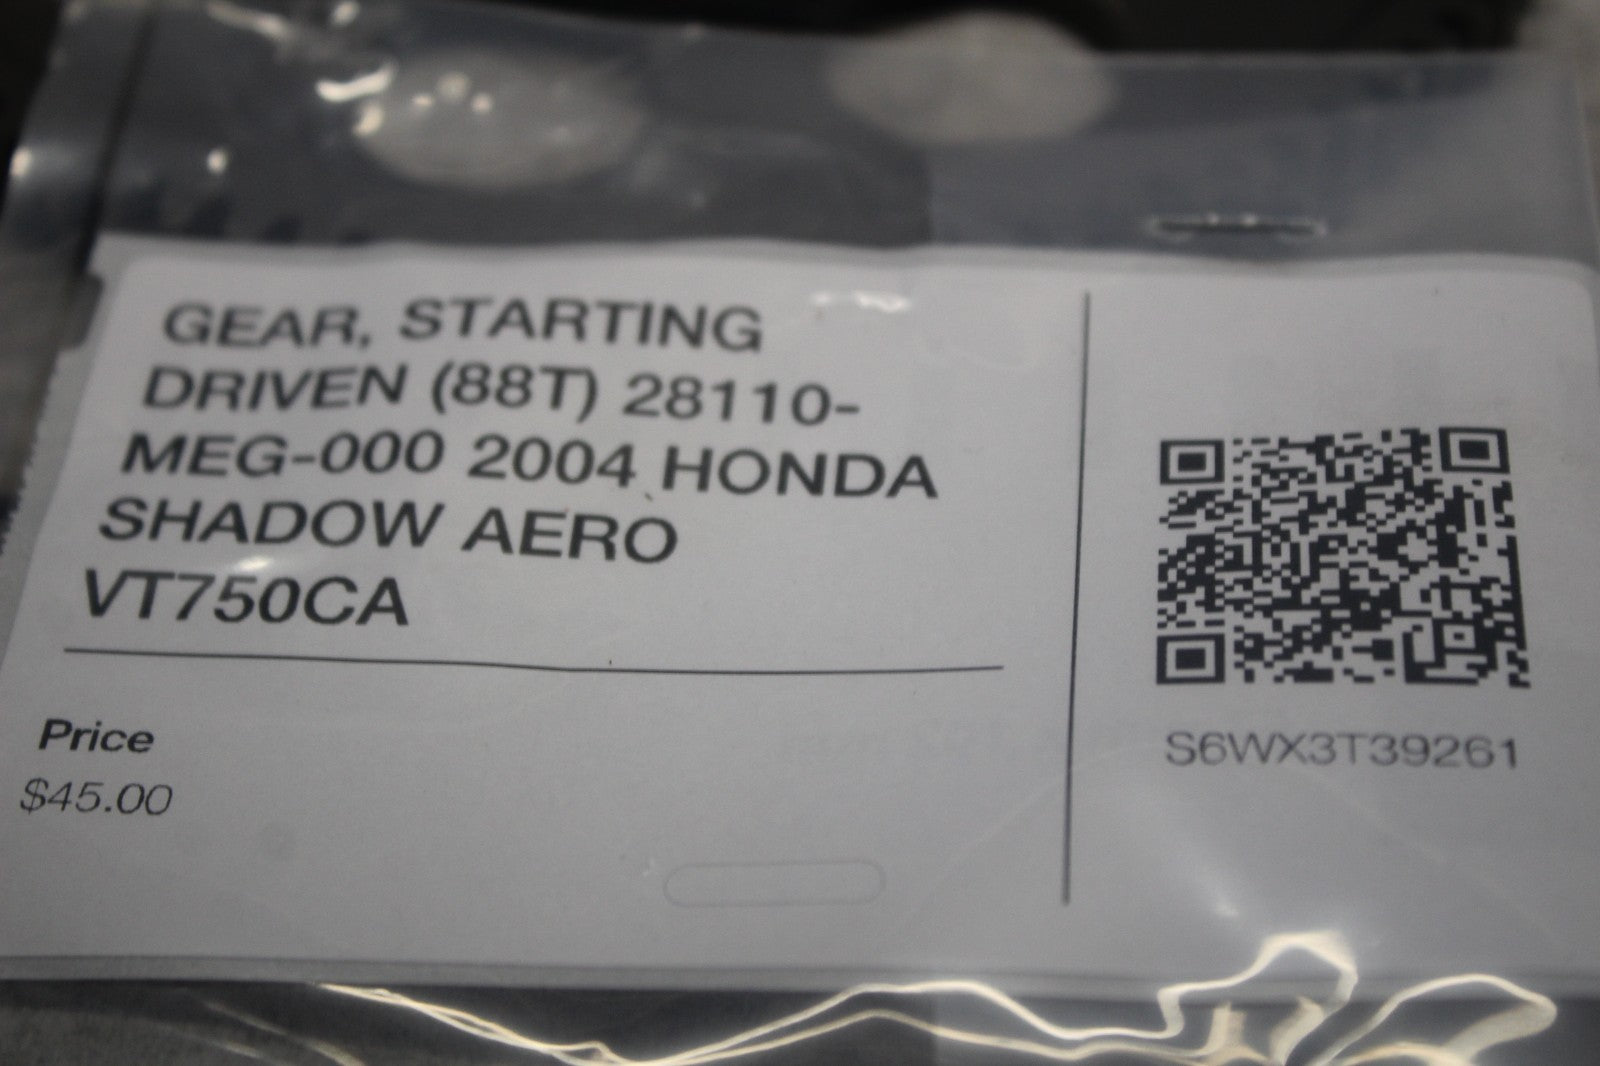 GEAR, STARTING
DRIVEN (88T) 28110-
MEG-000 2004 HONDA
SHADOW AERO
VT750CA
Price
$45.00
S6WX3T39261